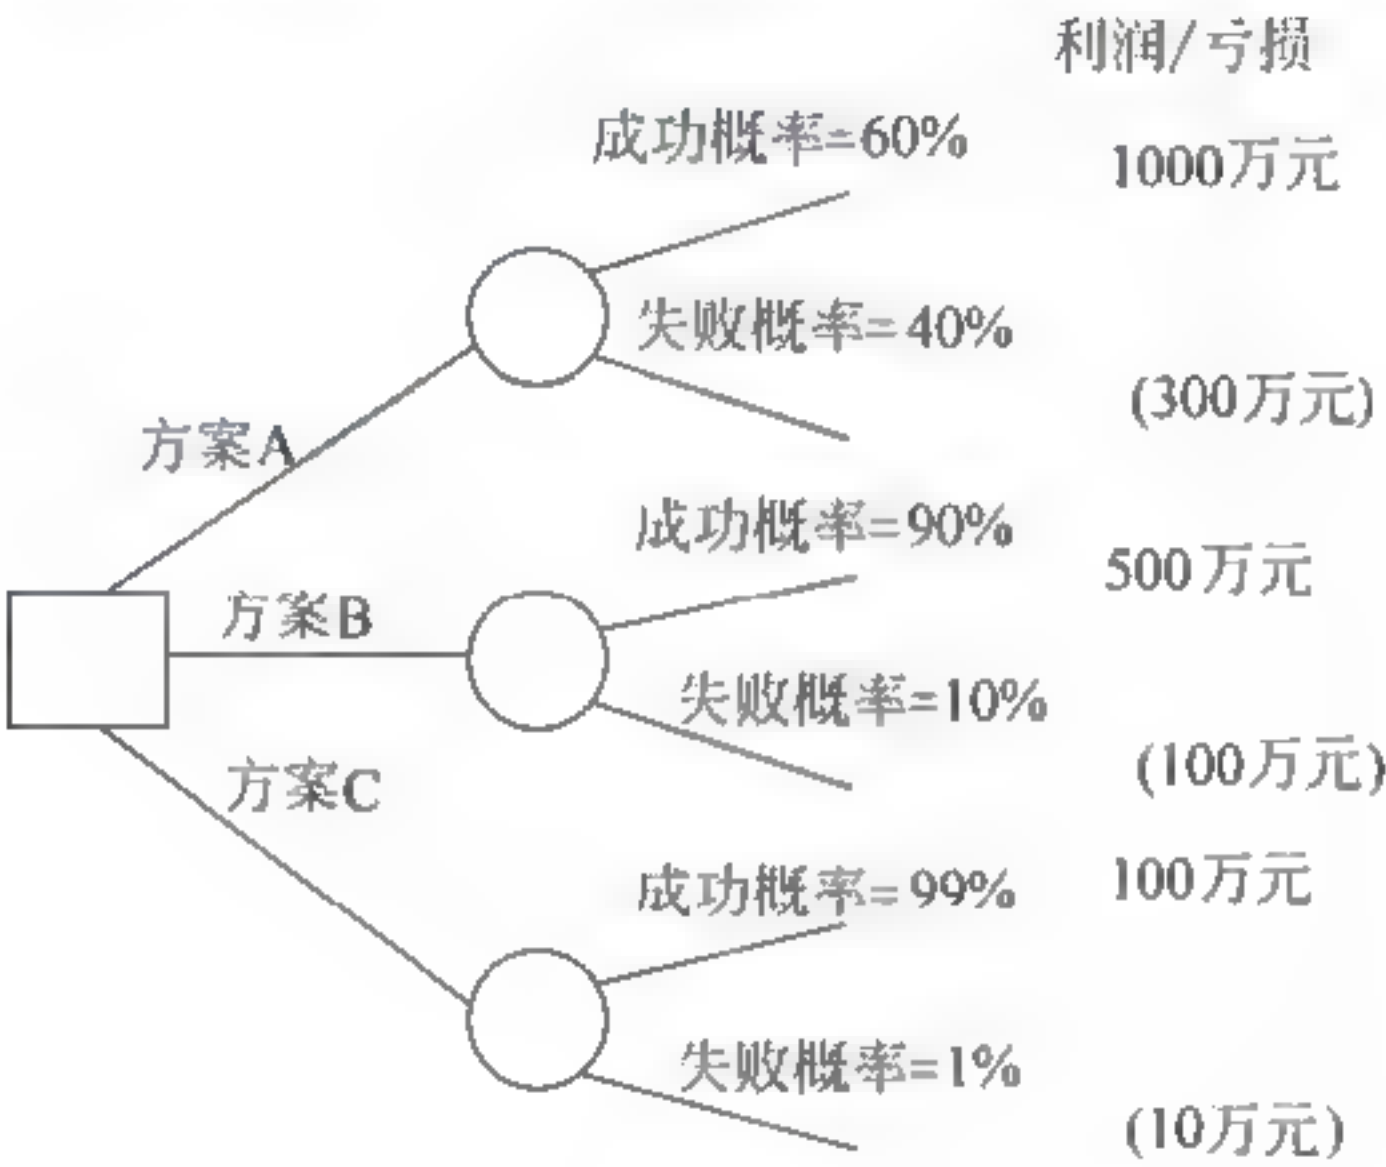 利润/亏损
成功概率=60%
1000万元
失败概率=40%
(300万元)
方案A
成功概率=90%
500万元
方案B
失败概率=10%
(100万元)
方案C
成功概率=99%
100万元
失败概率=1%
(10万元)